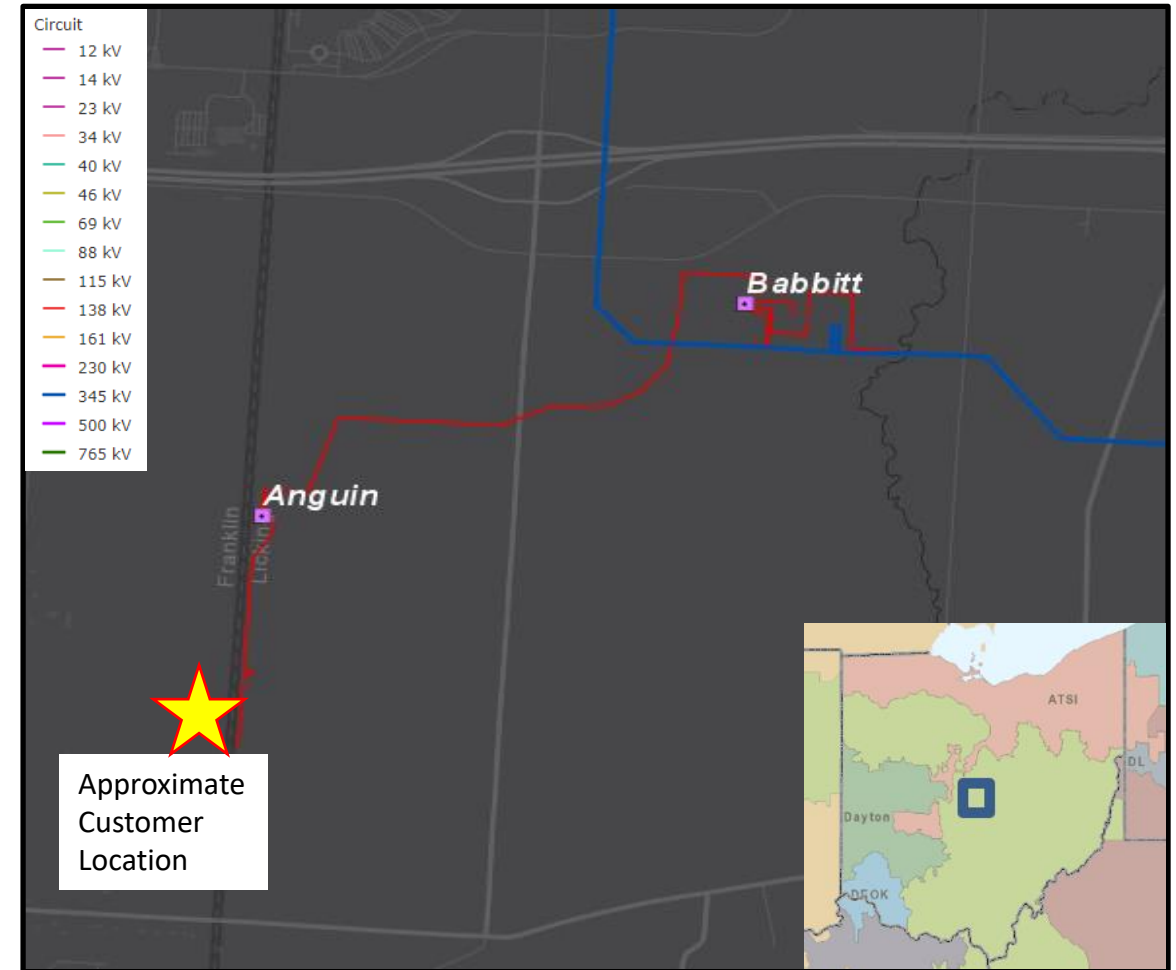 Circuit
12 kV
14 kV
23 kV
34 kV
40 kV
46 kV
69 kV
88 kV
115 kV
138 kV
161 kV
230 kV
345 kV
500 kV
765 kV
Babbitt
Anguin
Franklin
Licking
Approximate
Customer
Location
ATSI
DL
Dayton
DEOK